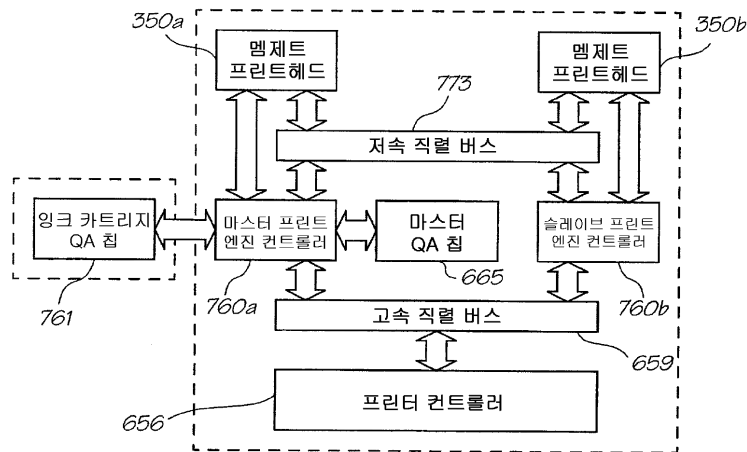 350a
350b
멤제트
프린트헤드
멤제트
프린트헤드
773
저속 직렬 버스
잉크 카트리지
QA 칩
마스터 프린트
엔진 컨트롤러
마스터
QA 칩
슬레이브 프린트
엔진 컨트롤러
761
760a
665
760b
고속 직렬 버스
659
656
프린터 컨트롤러